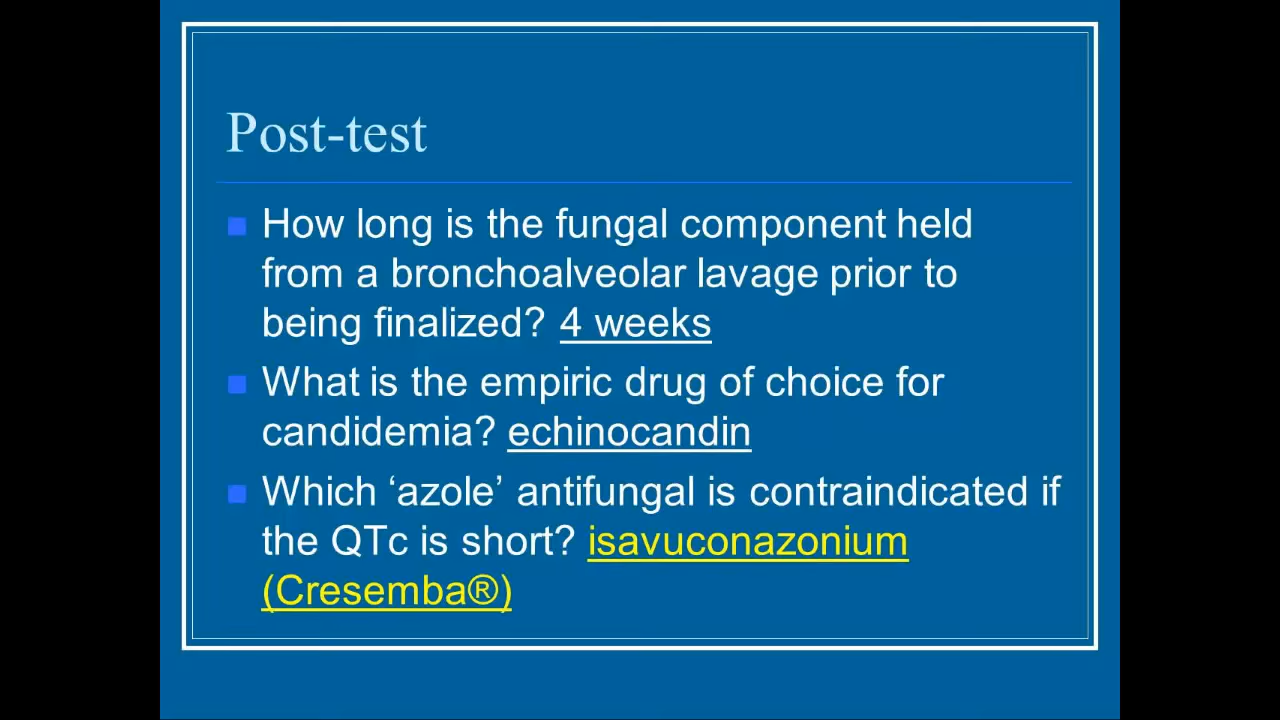 Post-test
How long is the fungal component held
from a bronchoalveolar lavage prior to
being finalized? 4 weeks
What is the empiric drug of choice for
candidemia? echinocandin
Which ‘azole’ antifungal is contraindicated if
the QTc is short? isavuconazonium
(Cresemba®)